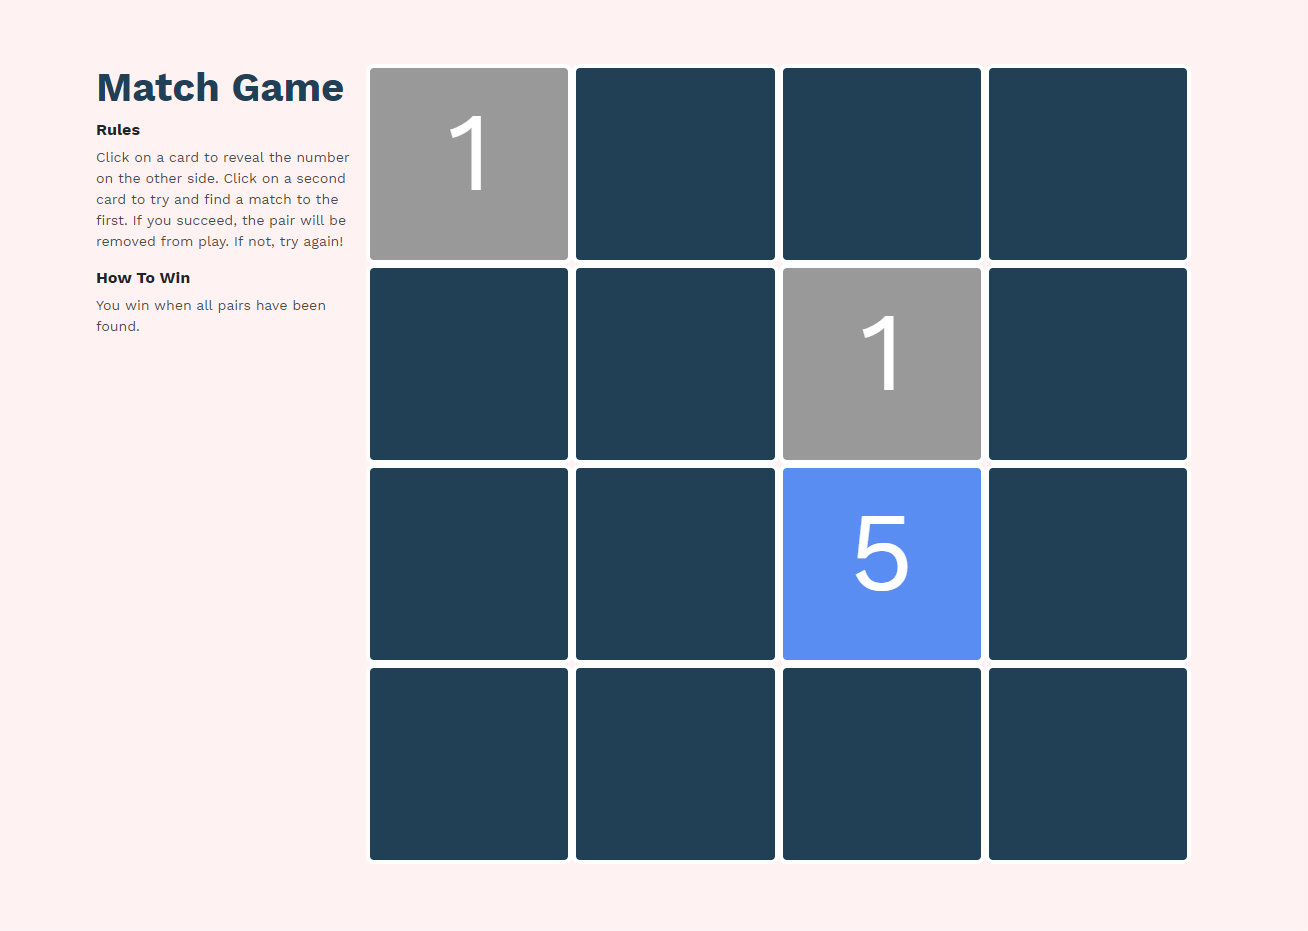 Match Game
Rules
Click on a card to reveal the number
on the other side. Click on a second
card to try and find a match to the
first. If you succeed, the pair will be
removed from play. If not, try again!
How To Win
You win when all pairs have been
found.
1
1
5